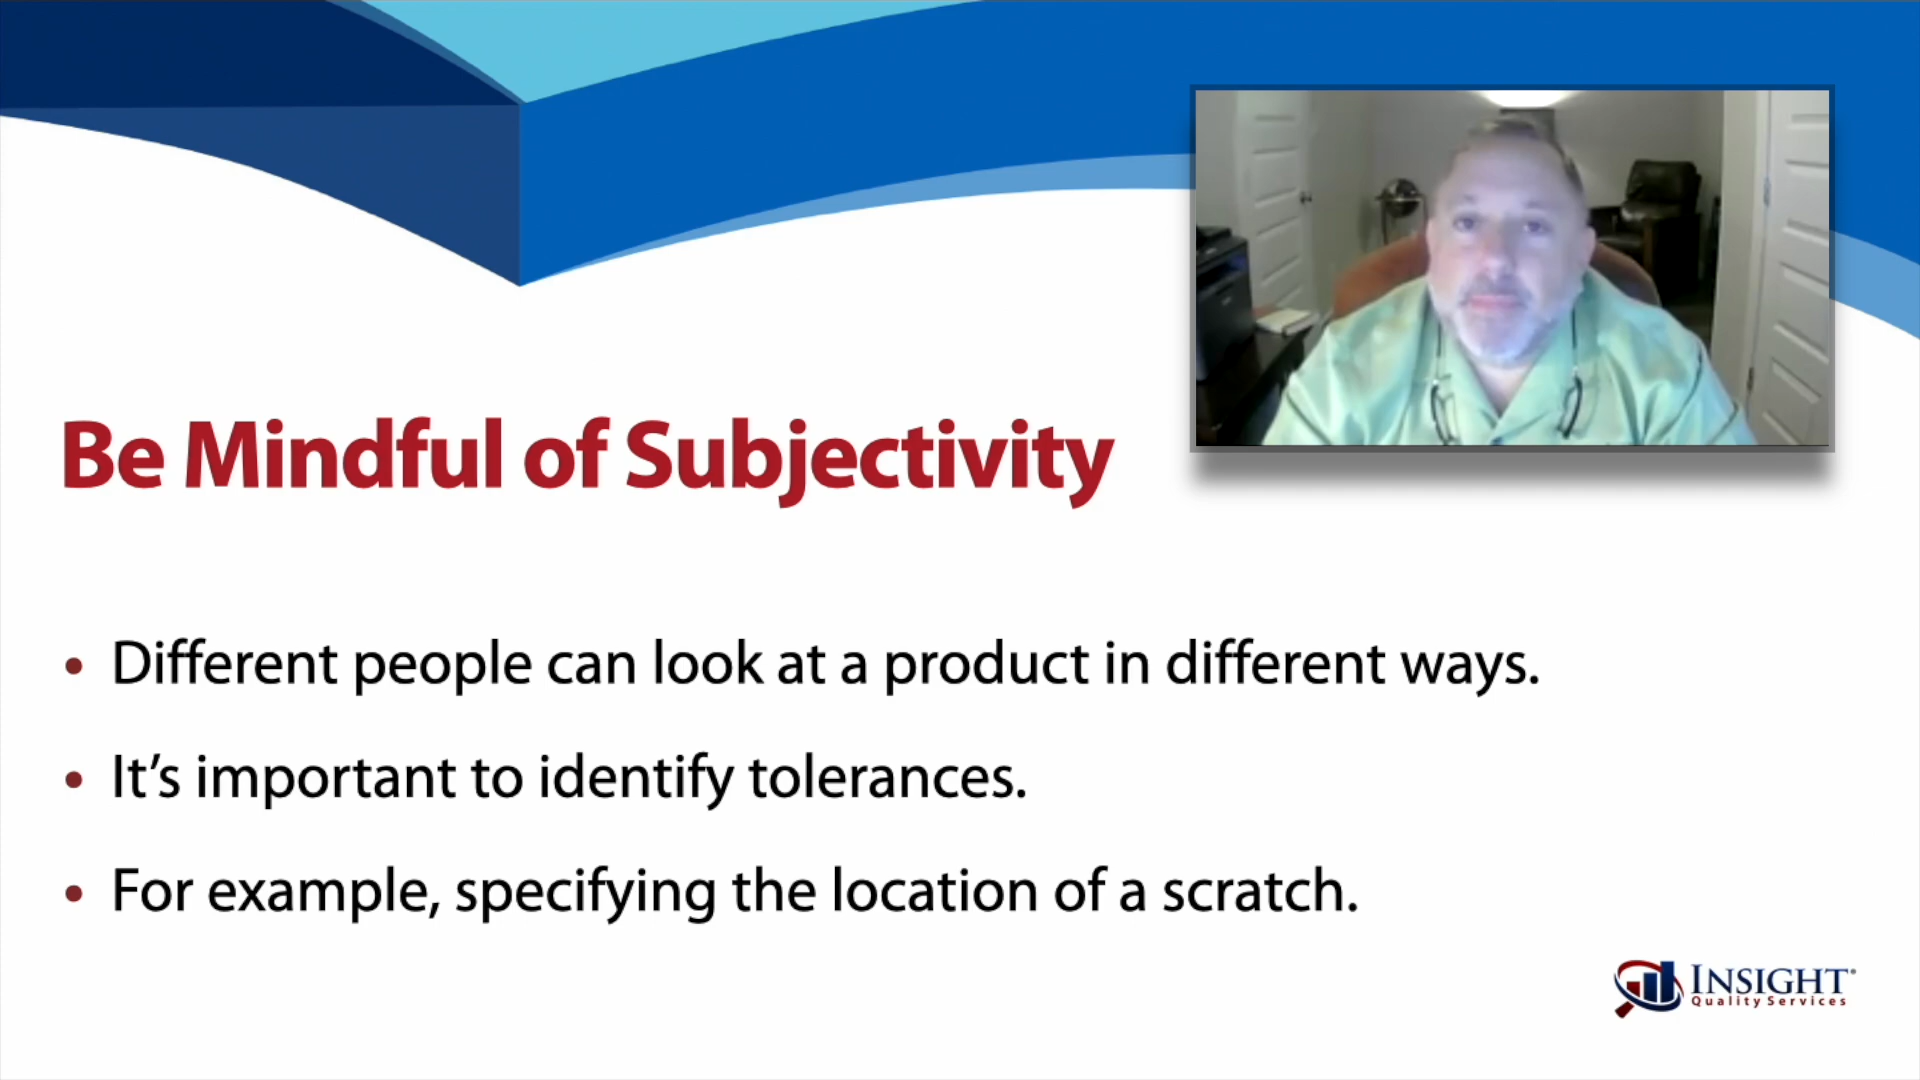 Be Mindful of Subjectivity
• Different people can look at a product in different ways.
• It’s important to identify tolerances.
• For example, specifying the location of a scratch.
INSIGHT®
Quality Services